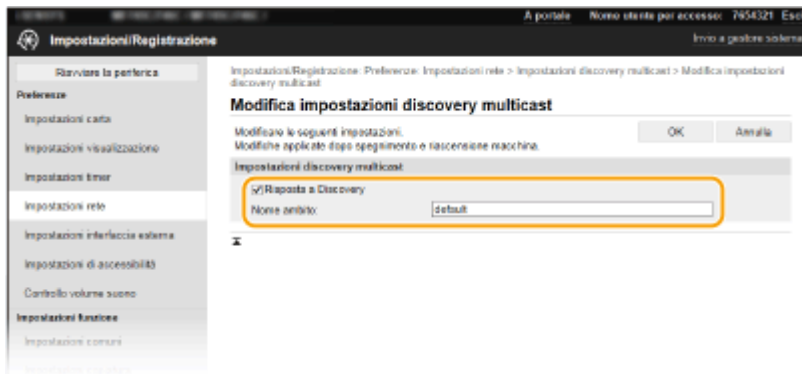 A portale Nome utente per accesso: 7654321 Esci
Impostazioni/Registrazione
Invio a gestore sistema
Riavviare la periferica
Preferenze
Impostazioni carta
Impostazioni visualizzazione
Impostazioni timer
Impostazioni rete
Impostazioni interfaccia esterna
Impostazioni di accessibilità
Controllo volume suono
Impostazioni funzione
Impostazioni comuni
Impostazioni/Registrazione: Preferenze: Impostazioni rete > Impostazioni discovery multicast > Modifica impostazioni
discovery multicast
Modifica impostazioni discovery multicast
Modificare le seguenti impostazioni.
Modifiche applicate dopo spegnimento e riaccensione macchina.
OK Annulla
Impostazioni discovery multicast
Risposta a Discovery
Nome ambito: default